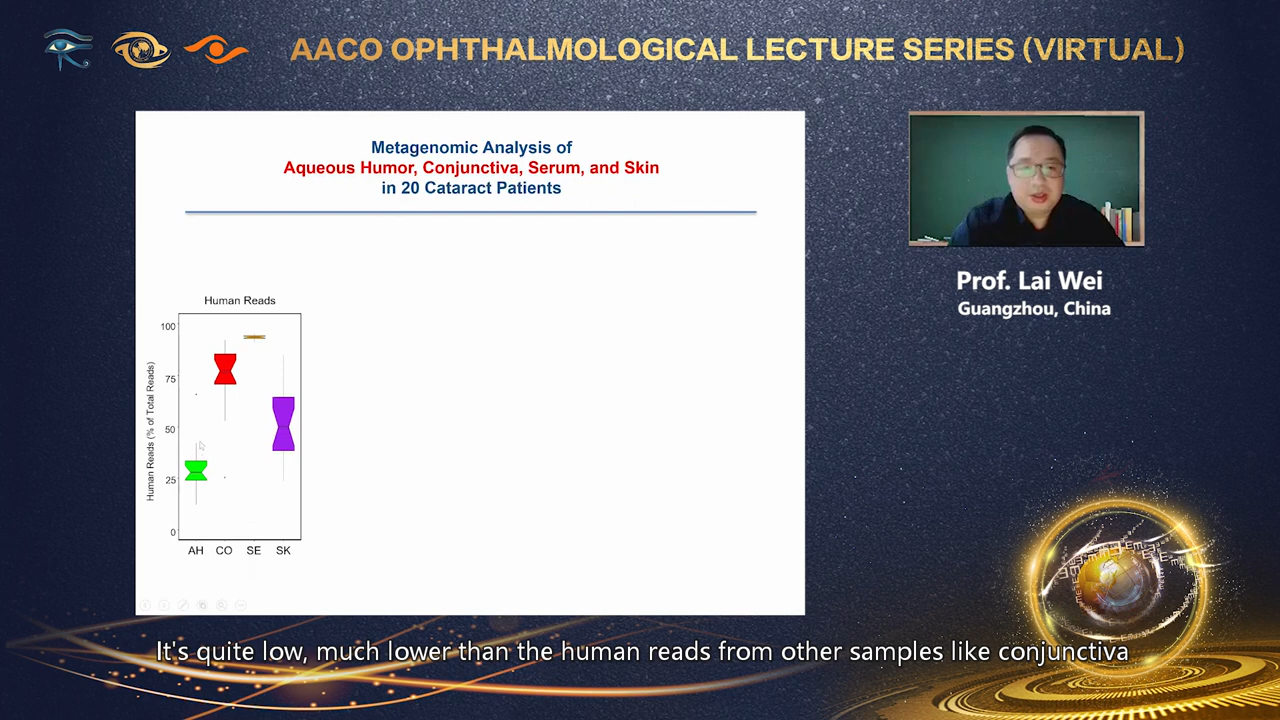 AACO OPHTHALMOLOGICAL LECTURE SERIES (VIRTUAL)
Metagenomic Analysis of
Aqueous Humor, Conjunctiva, Serum, and Skin
in 20 Cataract Patients
Prof. Lai Wei
Guangzhou, China
Human Reads
Human Reads (% of Total Reads)
100
75
50
25
0
AH CO SE SK
It's quite low, much lower than the human reads from other samples like conjunctiva